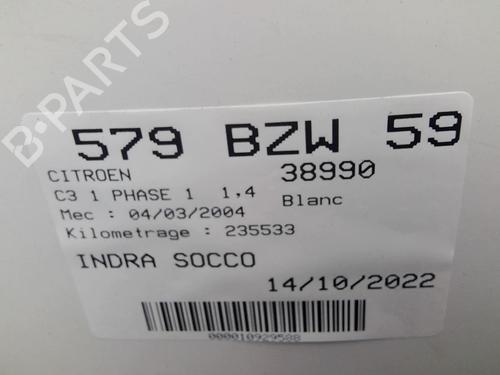 B-PARTS
579 BZW 59
CITROEN 38990
C3 1 PHASE 1 1,4 Blanc
Mec : 04/03/2004
Kilometrage : 235533
INDRA SOCCO
14/10/2022
0000010929588